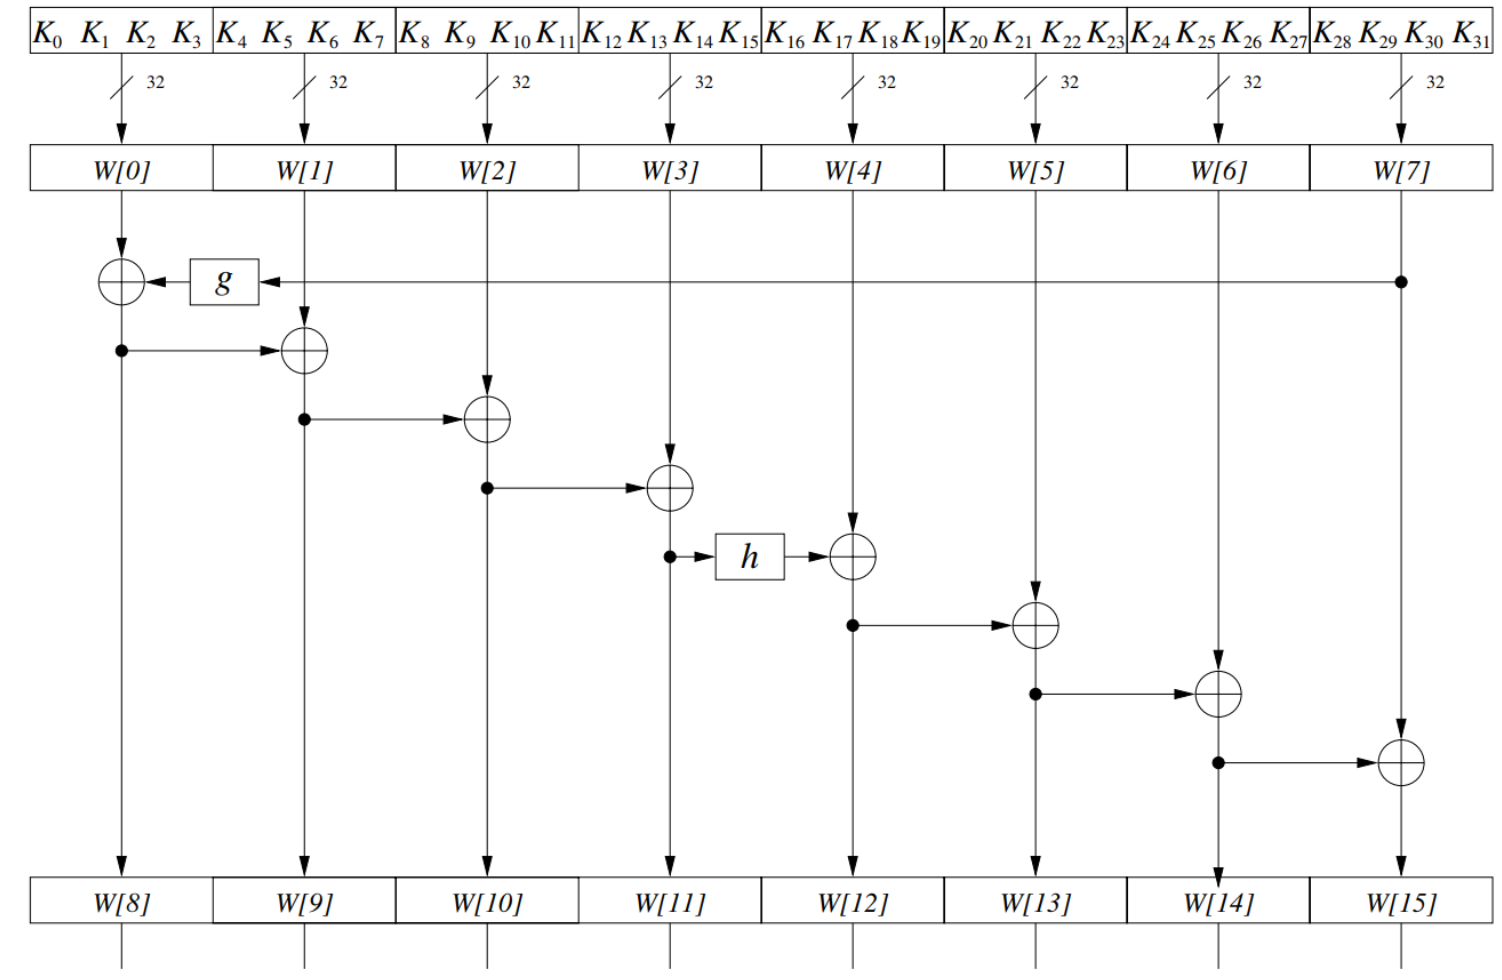 K₀ K₁ K₂ K₃ K₄ K₅ K₆ K₇ K₈ K₉ K₁₀ K₁₁ K₁₂ K₁₃ K₁₄ K₁₅ K₁₆ K₁₇ K₁₈ K₁₉ K₂₀ K₂₁ K₂₂ K₂₃ K₂₄ K₂₅ K₂₆ K₂₇ K₂₈ K₂₉ K₃₀ K₃₁
32 32 32 32 32 32 32 32
W[0] W[1] W[2] W[3] W[4] W[5] W[6] W[7]
g
h
W[8] W[9] W[10] W[11] W[12] W[13] W[14] W[15]